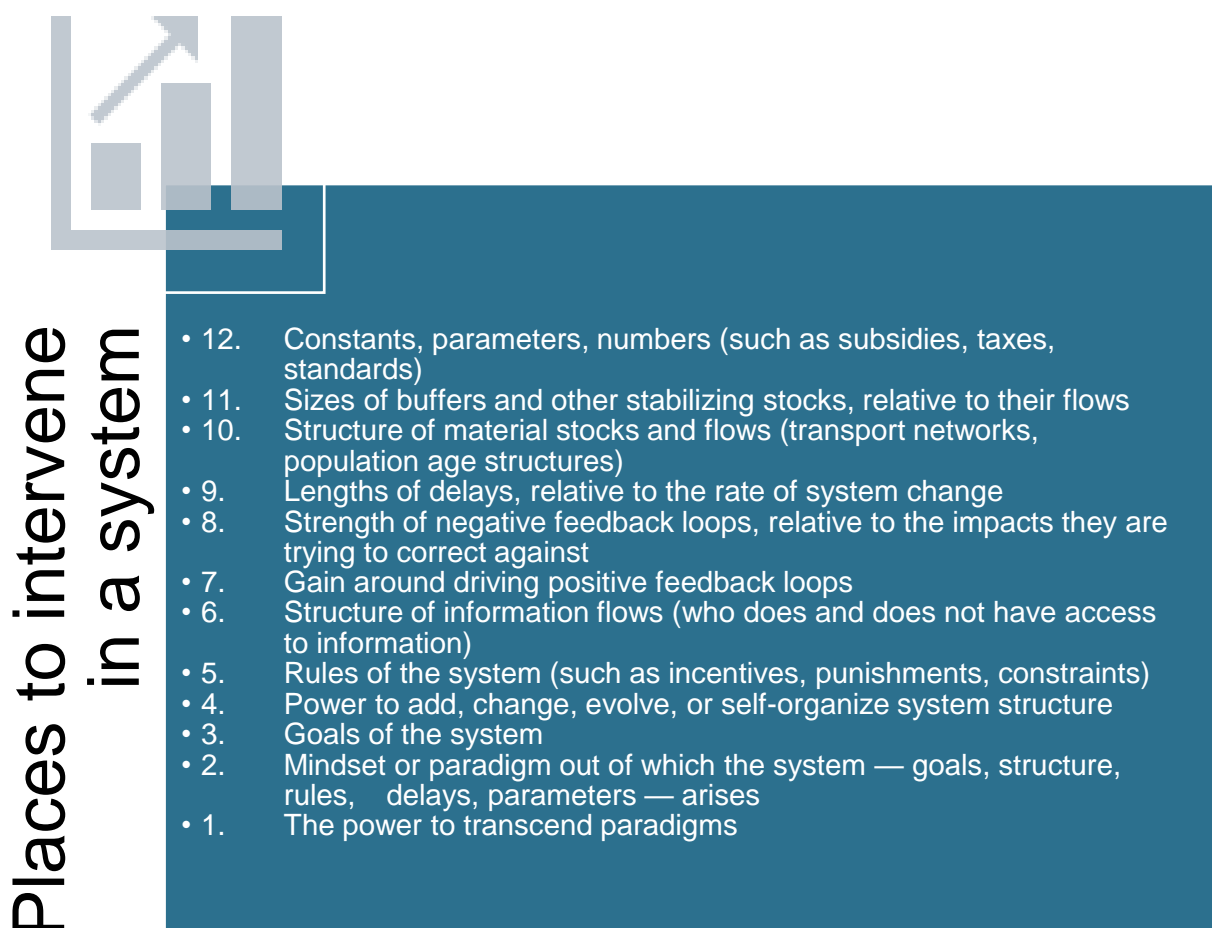 Places to intervene
in a system
• 12. Constants, parameters, numbers (such as subsidies, taxes,
standards)
• 11. Sizes of buffers and other stabilizing stocks, relative to their flows
• 10. Structure of material stocks and flows (transport networks,
population age structures)
• 9. Lengths of delays, relative to the rate of system change
• 8. Strength of negative feedback loops, relative to the impacts they are
trying to correct against
• 7. Gain around driving positive feedback loops
• 6. Structure of information flows (who does and does not have access
to information)
• 5. Rules of the system (such as incentives, punishments, constraints)
• 4. Power to add, change, evolve, or self-organize system structure
• 3. Goals of the system
• 2. Mindset or paradigm out of which the system — goals, structure,
rules, delays, parameters — arises
• 1. The power to transcend paradigms